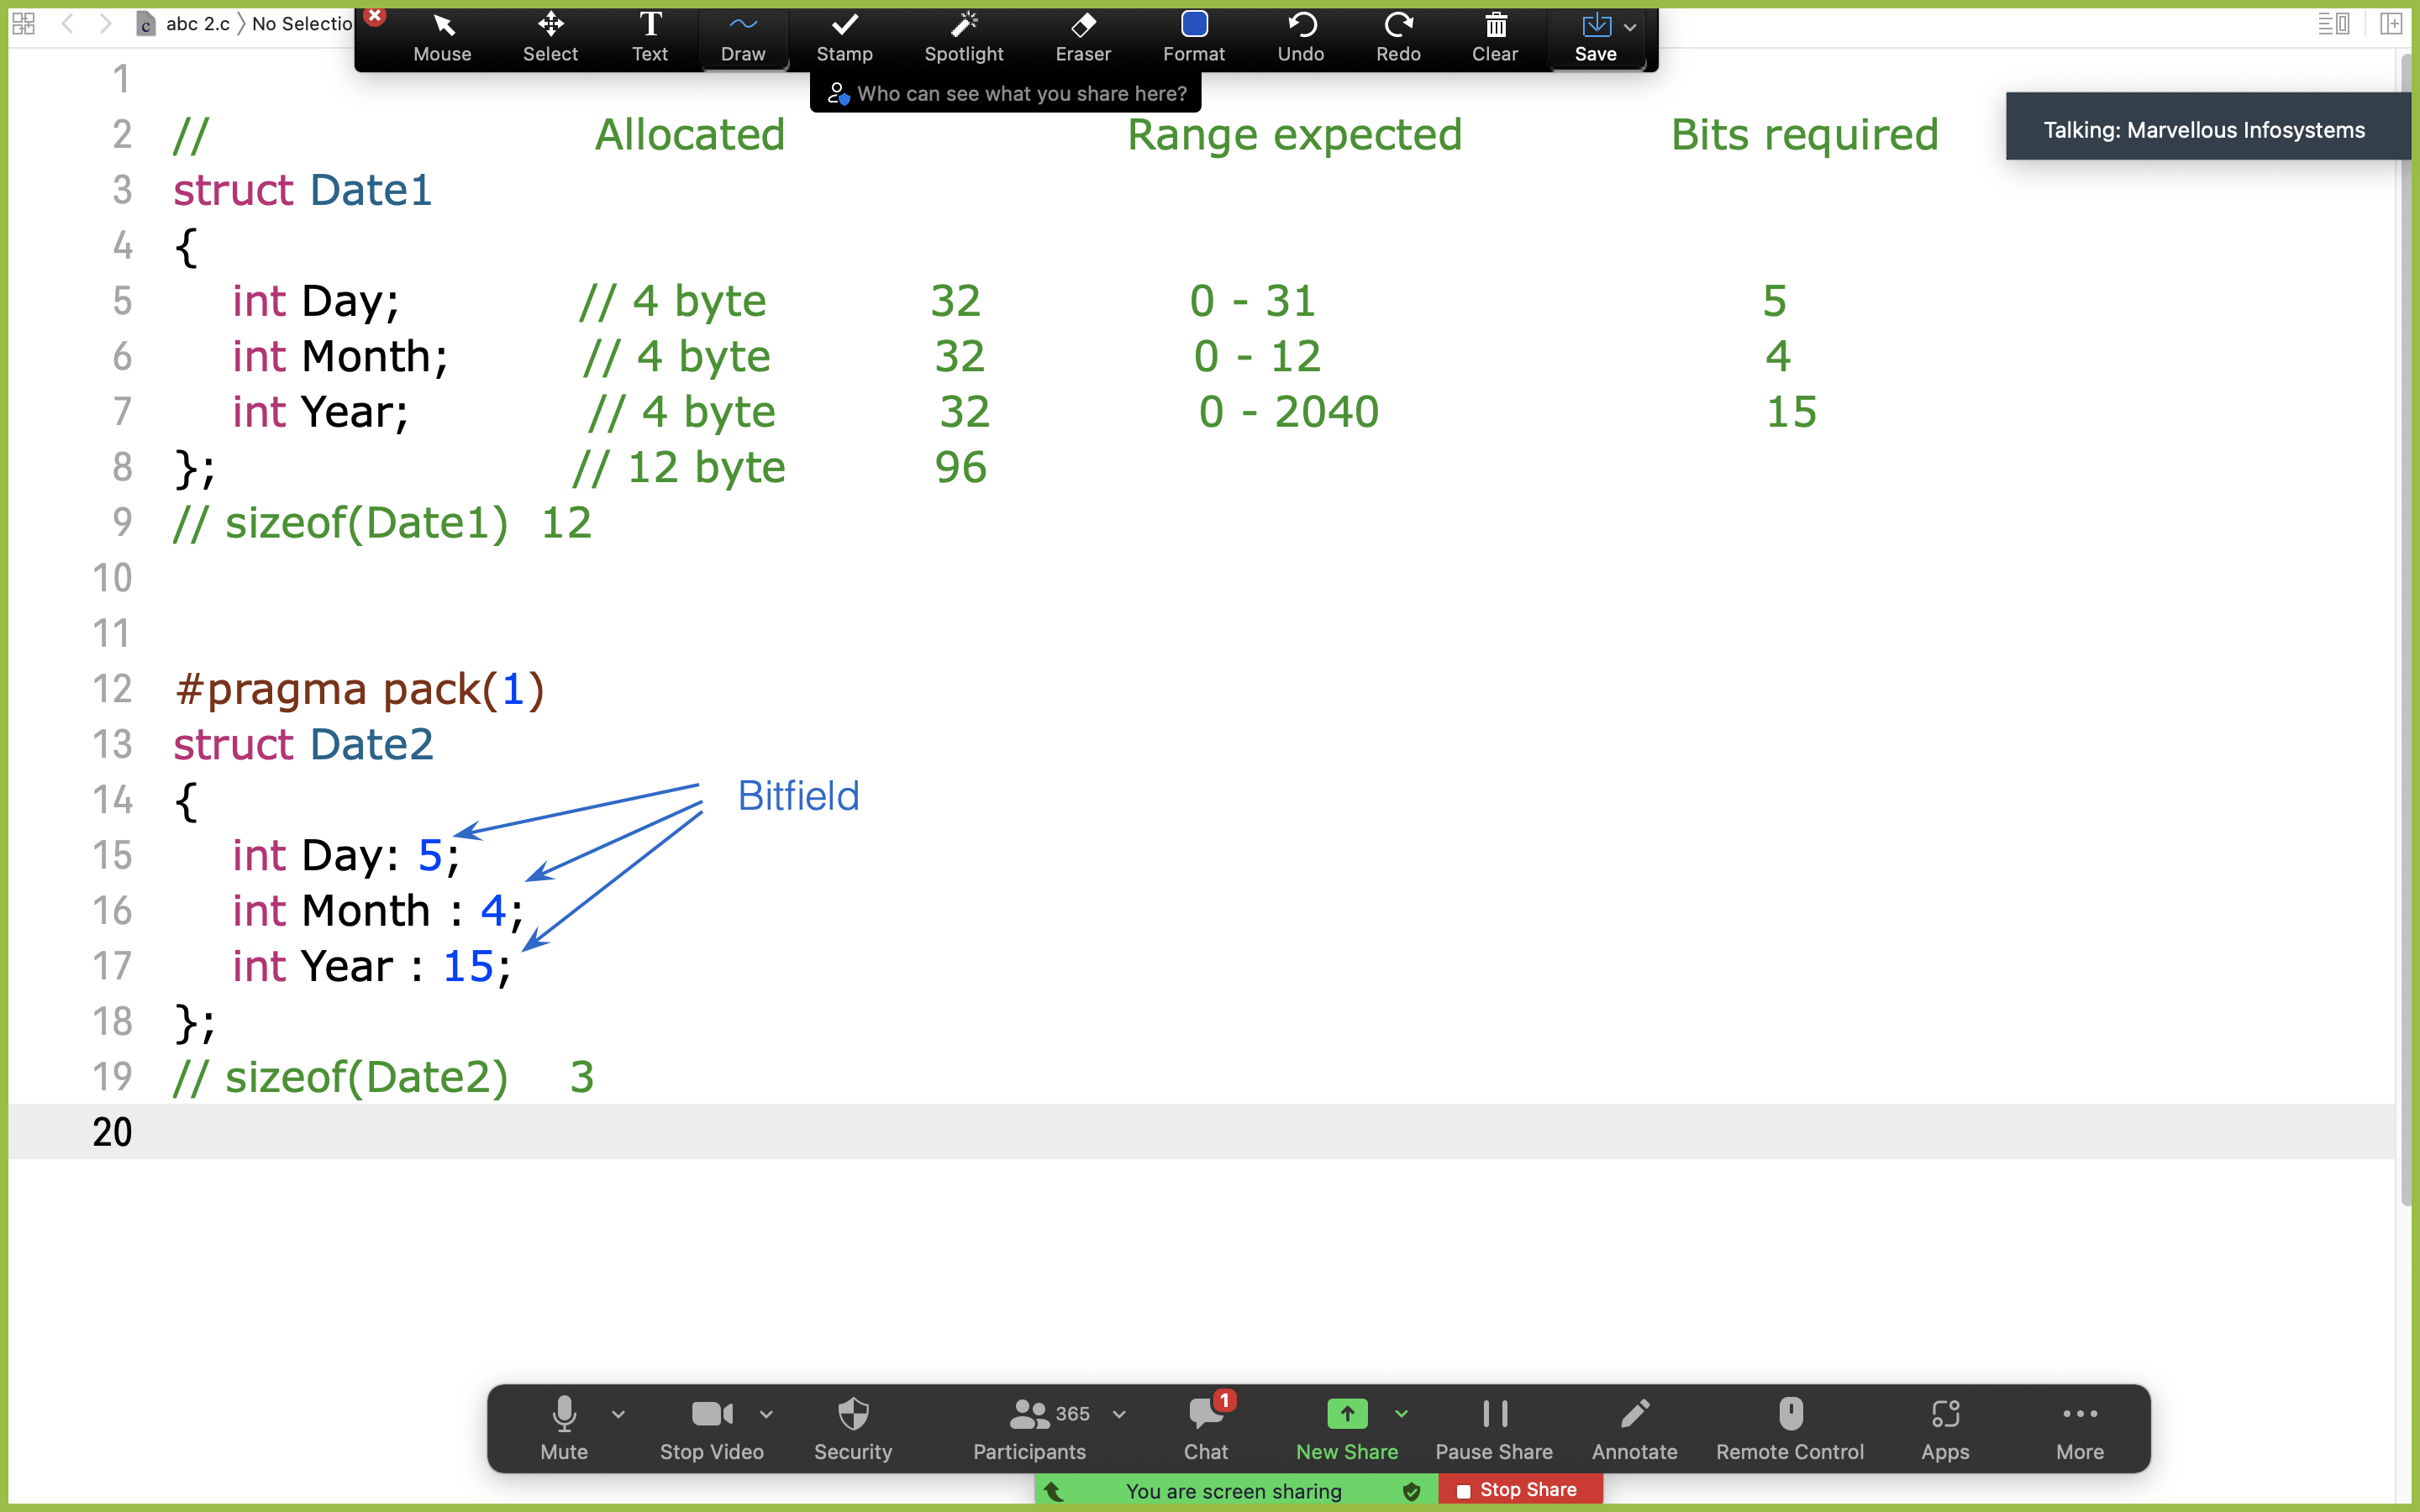 abc 2.c 〉No Selectio
Mouse Select Text Draw Stamp Spotlight Eraser Format Undo Redo Clear Save
Who can see what you share here?
Talking: Marvellous Infosystems
1
2 // Allocated Range expected Bits required
3 struct Date1
4 {
5 int Day; // 4 byte 32 0 - 31 5
6 int Month; // 4 byte 32 0 - 12 4
7 int Year; // 4 byte 32 0 - 2040 15
8 }; // 12 byte 96
9 // sizeof(Date1) 12
10
11
12 #pragma pack(1)
13 struct Date2
14 { Bitfield
15 int Day: 5;
16 int Month : 4;
17 int Year : 15;
18 };
19 // sizeof(Date2) 3
20
365 1
Mute Stop Video Security Participants Chat New Share Pause Share Annotate Remote Control Apps More
You are screen sharing Stop Share